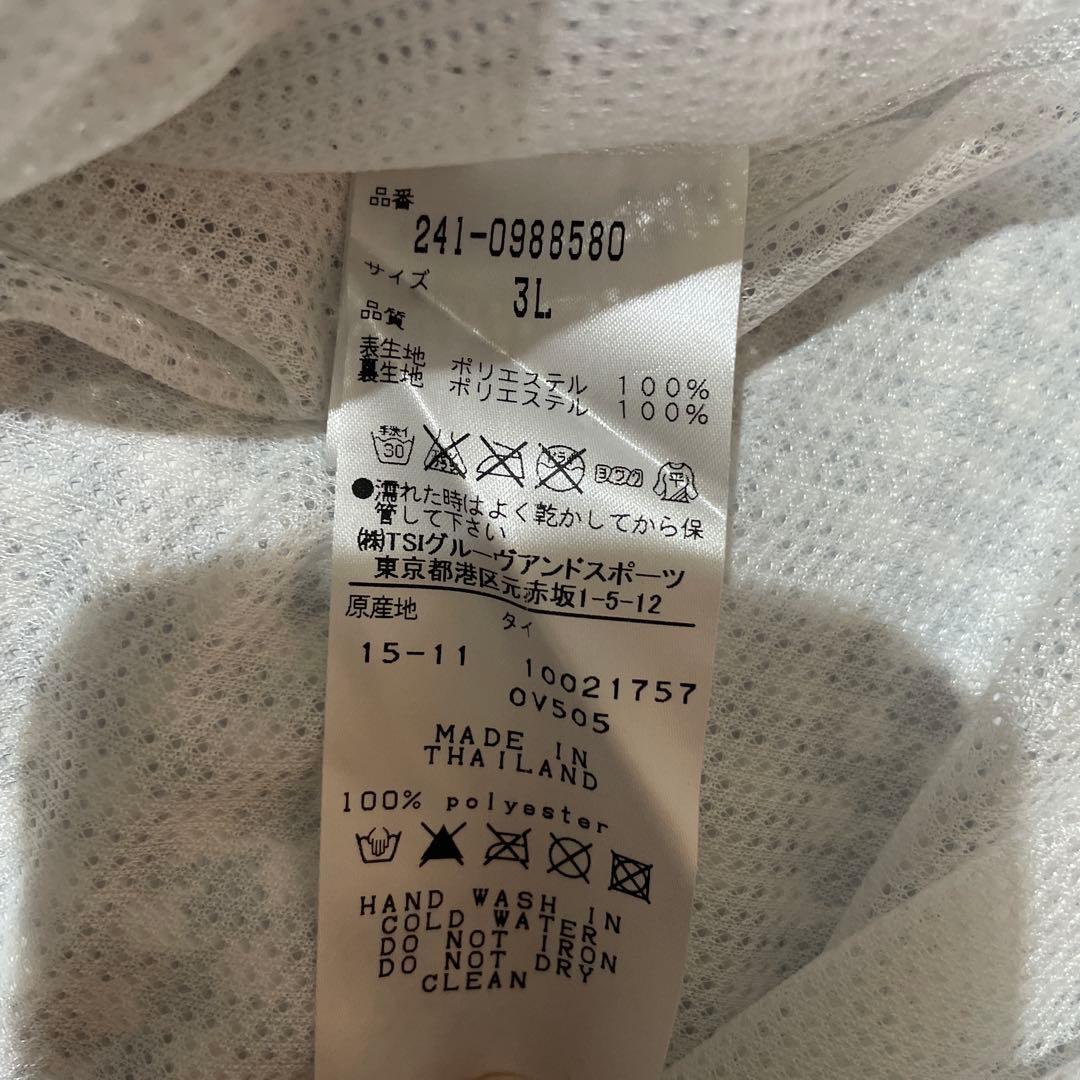 品番
241-0988580
サイズ
3L
品質
表生地 ポリエステル 100%
裏生地 ポリエステル 100%
手洗イ
30
ヨワク
平
●濡れた時はよく乾かしてから保
管して下さい
㈱TSIグルーヴアンドスポーツ
東京都港区元赤坂1-5-12
原産地
タイ
15-11
10021757
0V505
MADE IN
THAILAND
100% polyester
HAND WASH IN
COLD WATER
DO NOT IRON
DO NOT DRY
CLEAN